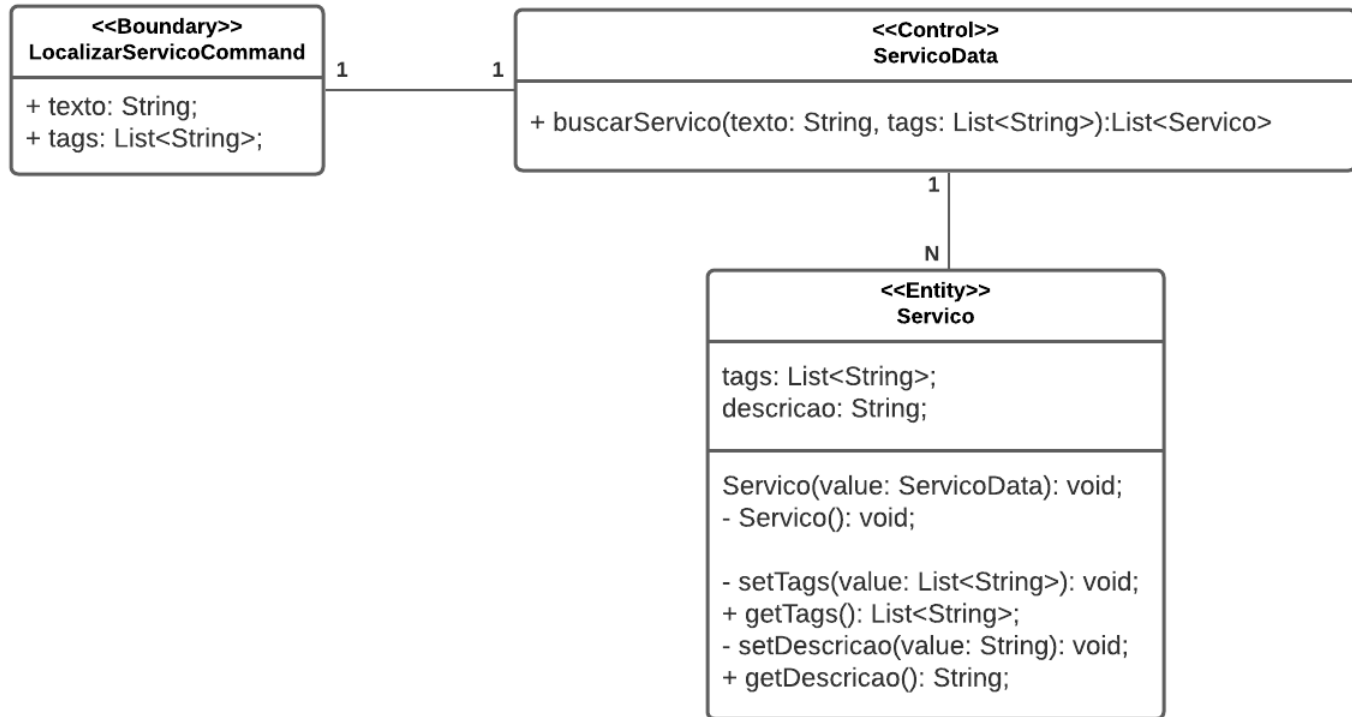 <<Boundary>>
LocalizarServicoCommand
+ texto: String;
+ tags: List<String>;
1
1
<<Control>>
ServicoData
+ buscarServico(texto: String, tags: List<String>):List<Servico>
1
N
<<Entity>>
Servico
tags: List<String>;
descricao: String;
Servico(value: ServicoData): void;
- Servico(): void;
- setTags(value: List<String>): void;
+ getTags(): List<String>;
- setDescricao(value: String): void;
+ getDescricao(): String;